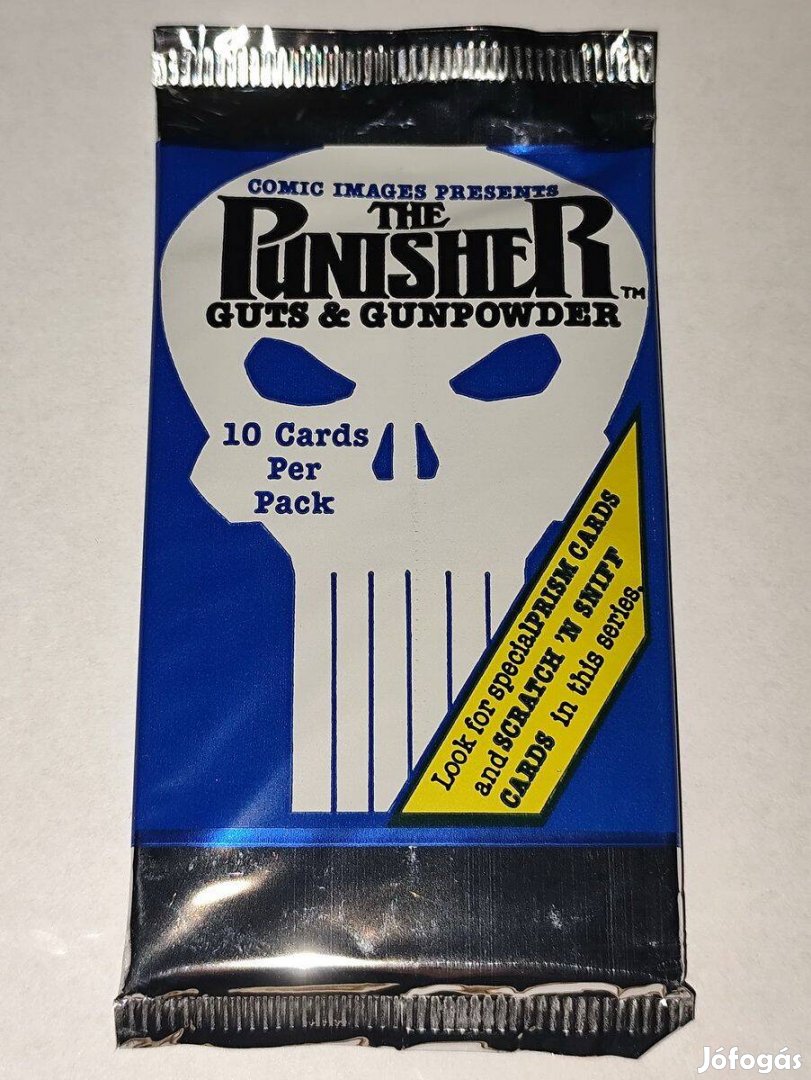 COMIC IMAGES PRESENTS
THE
PUNISHER™
GUTS & GUNPOWDER
10 Cards
Per
Pack
Look for special PRISM CARDS
and SCRATCH 'N SNIFF
CARDS in this series.
Jófogás